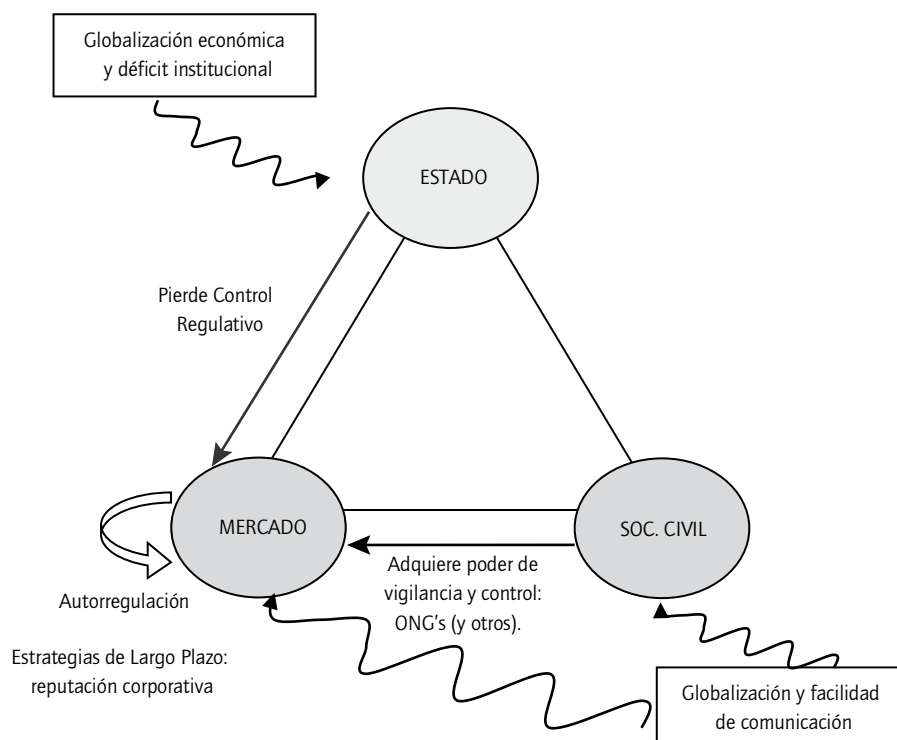 Globalización económica
y déficit institucional
ESTADO
Pierde Control
Regulativo
MERCADO
SOC. CIVIL
Adquiere poder de
vigilancia y control:
ONG's (y otros).
Autorregulación
Estrategias de Largo Plazo:
reputación corporativa
Globalización y facilidad
de comunicación